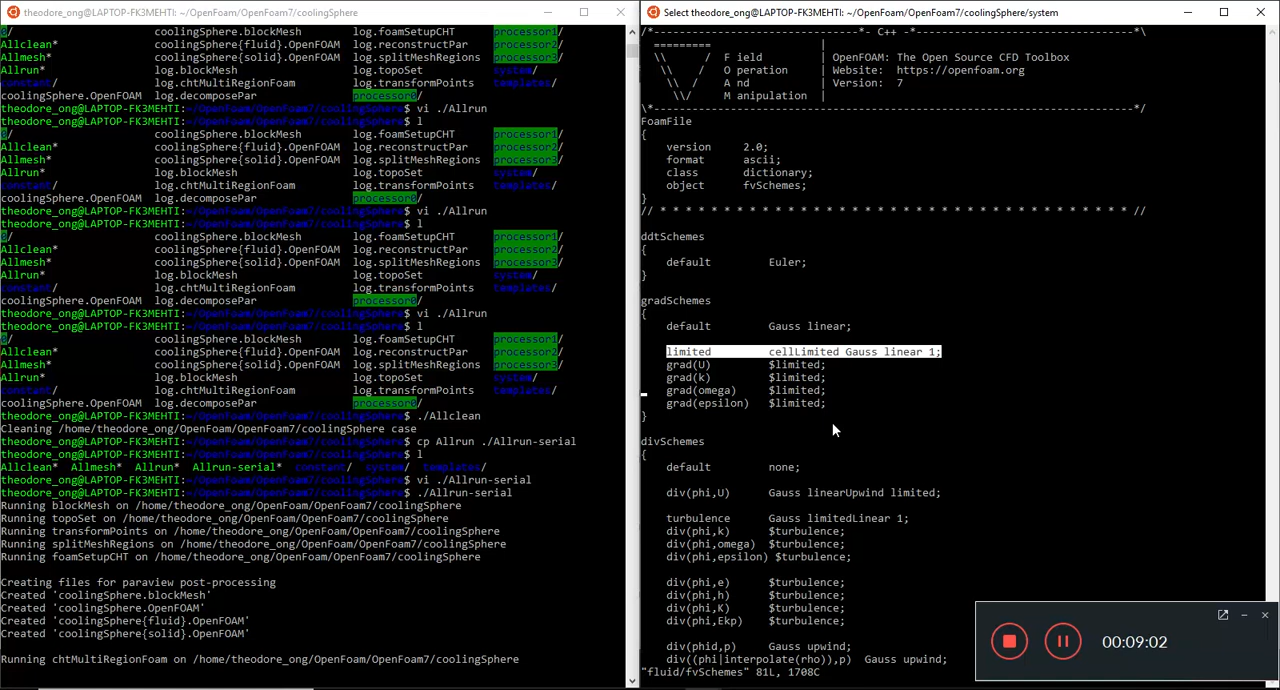 theodore_ong@LAPTOP-FK3MEHTI: ~/OpenFoam/OpenFoam7/coolingSphere
0/ coolingSphere.blockMesh log.foamSetupCHT processor1/
Allclean* coolingSphere{fluid}.OpenFOAM log.reconstructPar processor2/
Allmesh* coolingSphere{solid}.OpenFOAM log.splitMeshRegions processor3/
Allrun* log.blockMesh log.topoSet system/
constant/ log.chtMultiRegionFoam log.transformPoints templates/
coolingSphere.OpenFOAM log.decomposePar processor0/
theodore_ong@LAPTOP-FK3MEHTI:~/OpenFoam/OpenFoam7/coolingSphere$ vi ./Allrun
theodore_ong@LAPTOP-FK3MEHTI:~/OpenFoam/OpenFoam7/coolingSphere$ l
0/ coolingSphere.blockMesh log.foamSetupCHT processor1/
Allclean* coolingSphere{fluid}.OpenFOAM log.reconstructPar processor2/
Allmesh* coolingSphere{solid}.OpenFOAM log.splitMeshRegions processor3/
Allrun* log.blockMesh log.topoSet system/
constant/ log.chtMultiRegionFoam log.transformPoints templates/
coolingSphere.OpenFOAM log.decomposePar processor0/
theodore_ong@LAPTOP-FK3MEHTI:~/OpenFoam/OpenFoam7/coolingSphere$ vi ./Allrun
theodore_ong@LAPTOP-FK3MEHTI:~/OpenFoam/OpenFoam7/coolingSphere$ l
0/ coolingSphere.blockMesh log.foamSetupCHT processor1/
Allclean* coolingSphere{fluid}.OpenFOAM log.reconstructPar processor2/
Allmesh* coolingSphere{solid}.OpenFOAM log.splitMeshRegions processor3/
Allrun* log.blockMesh log.topoSet system/
constant/ log.chtMultiRegionFoam log.transformPoints templates/
coolingSphere.OpenFOAM log.decomposePar processor0/
theodore_ong@LAPTOP-FK3MEHTI:~/OpenFoam/OpenFoam7/coolingSphere$ vi ./Allrun
theodore_ong@LAPTOP-FK3MEHTI:~/OpenFoam/OpenFoam7/coolingSphere$ l
0/ coolingSphere.blockMesh log.foamSetupCHT processor1/
Allclean* coolingSphere{fluid}.OpenFOAM log.reconstructPar processor2/
Allmesh* coolingSphere{solid}.OpenFOAM log.splitMeshRegions processor3/
Allrun* log.blockMesh log.topoSet system/
constant/ log.chtMultiRegionFoam log.transformPoints templates/
coolingSphere.OpenFOAM log.decomposePar processor0/
theodore_ong@LAPTOP-FK3MEHTI:~/OpenFoam/OpenFoam7/coolingSphere$ ./Allclean
Cleaning /home/theodore_ong/OpenFoam/OpenFoam7/coolingSphere case
theodore_ong@LAPTOP-FK3MEHTI:~/OpenFoam/OpenFoam7/coolingSphere$ cp Allrun ./Allrun-serial
theodore_ong@LAPTOP-FK3MEHTI:~/OpenFoam/OpenFoam7/coolingSphere$ l
Allclean* Allmesh* Allrun* Allrun-serial* constant/ system/ templates/
theodore_ong@LAPTOP-FK3MEHTI:~/OpenFoam/OpenFoam7/coolingSphere$ vi ./Allrun-serial
theodore_ong@LAPTOP-FK3MEHTI:~/OpenFoam/OpenFoam7/coolingSphere$ ./Allrun-serial
Running blockMesh on /home/theodore_ong/OpenFoam/OpenFoam7/coolingSphere
Running topoSet on /home/theodore_ong/OpenFoam/OpenFoam7/coolingSphere
Running transformPoints on /home/theodore_ong/OpenFoam/OpenFoam7/coolingSphere
Running splitMeshRegions on /home/theodore_ong/OpenFoam/OpenFoam7/coolingSphere
Running foamSetupCHT on /home/theodore_ong/OpenFoam/OpenFoam7/coolingSphere
Creating files for paraview post-processing
Created 'coolingSphere.blockMesh'
Created 'coolingSphere.OpenFOAM'
Created 'coolingSphere{fluid}.OpenFOAM'
Created 'coolingSphere{solid}.OpenFOAM'
Running chtMultiRegionFoam on /home/theodore_ong/OpenFoam/OpenFoam7/coolingSphere
Select theodore_ong@LAPTOP-FK3MEHTI: ~/OpenFoam/OpenFoam7/coolingSphere/system
/*--------------------------------*- C++ -*----------------------------------*\
========= |
\\ / F ield | OpenFOAM: The Open Source CFD Toolbox
\\ / O peration | Website: https://openfoam.org
\\ / A nd | Version: 7
\\/ M anipulation |
\*---------------------------------------------------------------------------*/
FoamFile
{
version 2.0;
format ascii;
class dictionary;
object fvSchemes;
}
// * * * * * * * * * * * * * * * * * * * * * * * * * * * * * * * * * * * * * //
ddtSchemes
{
default Euler;
}
gradSchemes
{
default Gauss linear;
limited cellLimited Gauss linear 1;
grad(U) $limited;
grad(k) $limited;
grad(omega) $limited;
grad(epsilon) $limited;
}
divSchemes
{
default none;
div(phi,U) Gauss linearUpwind limited;
turbulence Gauss limitedLinear 1;
div(phi,k) $turbulence;
div(phi,omega) $turbulence;
div(phi,epsilon) $turbulence;
div(phi,e) $turbulence;
div(phi,h) $turbulence;
div(phi,K) $turbulence;
div(phi,Ekp) $turbulence;
div(phid,p) Gauss upwind;
div((phi|interpolate(rho)),p) Gauss upwind;
"fluid/fvSchemes" 81L, 1708C
00:09:02